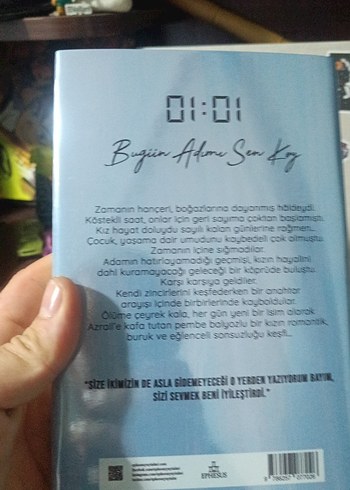 01:01
Bugün Adımı Sen Koy
Zamanın hançeri, boğazlarına dayanmış hâldeydi.
Köstekli saat, onlar için geri sayıma çoktan başlamıştı.
Kız hayat doluydu sayılı kalan günlerine rağmen...
Çocuk, yaşama dair umudunu kaybedeli çok olmuştu.
Zamanın içine sığmadılar.
Adamın hatırlayamadığı geçmişi, kızın hayalini
dahi kuramayacağı geleceği bir köprüde buluştu.
Karşı karşıya geldiler.
Kendi zincirlerini keşfederken bir anahtar
arayışı içinde birbirlerinde kayboldular.
Ölüme çeyrek kala, her gün yeni bir isim alarak
Azrail'e kafa tutan pembe balyozlu bir kızın romantik,
buruk ve eğlenceli sonsuzluğu keşfi...
"SİZE İKİMİZİN DE ASLA GİDEMEYECEĞİ O YERDEN YAZIYORUM BAYIM,
SİZİ SEVMEK BENİ İYİLEŞTİRDİ."
EPHESUS